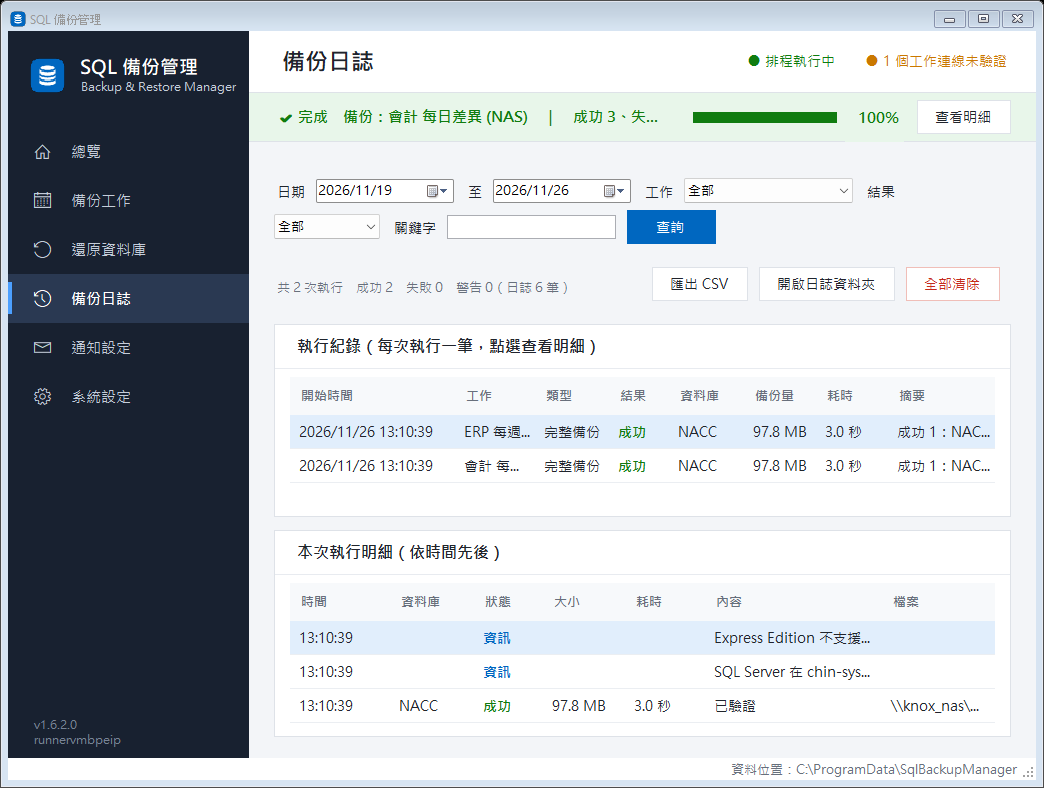 SQL 備份管理
SQL 備份管理
Backup & Restore Manager
總覽
備份工作
還原資料庫
備份日誌
通知設定
系統設定
v1.6.2.0
runnervmbpeip
備份日誌
排程執行中
1 個工作連線未驗證
完成 備份：會計 每日差異 (NAS) | 成功 3、失... 100% 查看明細
日期 2026/11/19 至 2026/11/26 工作 全部 結果
全部 關鍵字 查詢
共 2 次執行 成功 2 失敗 0 警告 0（日誌 6 筆） 匯出 CSV 開啟日誌資料夾 全部清除
執行紀錄（每次執行一筆，點選查看明細）
開始時間 工作 類型 結果 資料庫 備份量 耗時 摘要
2026/11/26 13:10:39 ERP 每週... 完整備份 成功 NACC 97.8 MB 3.0 秒 成功 1：NAC...
2026/11/26 13:10:39 會計 每... 完整備份 成功 NACC 97.8 MB 3.0 秒 成功 1：NAC...
本次執行明細（依時間先後）
時間 資料庫 狀態 大小 耗時 內容 檔案
13:10:39 資訊 Express Edition 不支援...
13:10:39 資訊 SQL Server 在 chin-sys...
13:10:39 NACC 成功 97.8 MB 3.0 秒 已驗證 \\knox_nas\...
資料位置：C:\ProgramData\SqlBackupManager